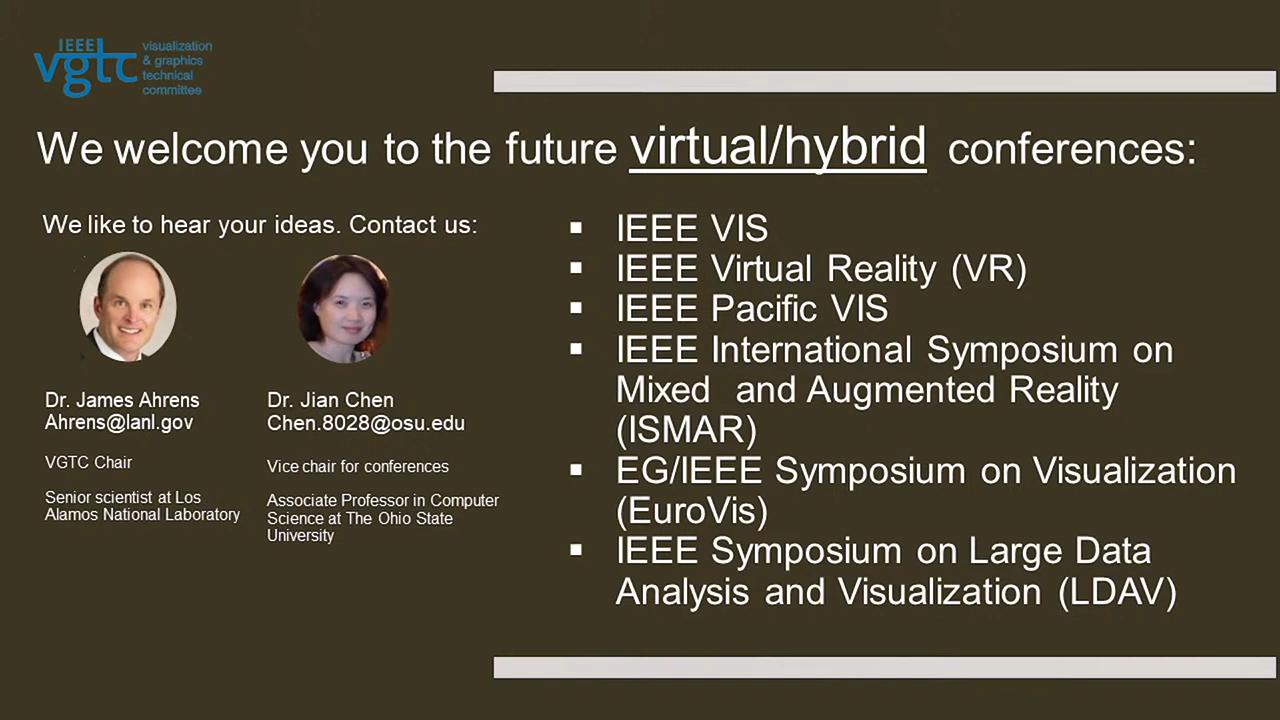 IEEE
vgtc
visualization
& graphics
technical
committee
We welcome you to the future virtual/hybrid conferences:
We like to hear your ideas. Contact us:
Dr. James Ahrens
Ahrens@lanl.gov
VGTC Chair
Senior scientist at Los
Alamos National Laboratory
Dr. Jian Chen
Chen.8028@osu.edu
Vice chair for conferences
Associate Professor in Computer
Science at The Ohio State
University
▪ IEEE VIS
▪ IEEE Virtual Reality (VR)
▪ IEEE Pacific VIS
▪ IEEE International Symposium on
Mixed and Augmented Reality
(ISMAR)
▪ EG/IEEE Symposium on Visualization
(EuroVis)
▪ IEEE Symposium on Large Data
Analysis and Visualization (LDAV)